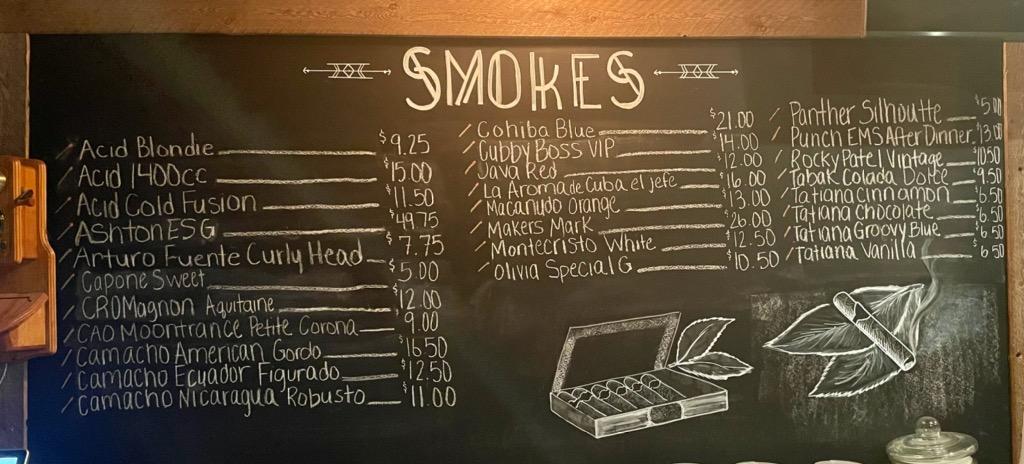 SMOKES
Acid Blondie $9.25
Acid 1400cc $15.00
Acid Cold Fusion $11.50
Ashton ESG $49.75
Arturo Fuente Curly Head $7.75
Capone Sweet $5.00
CROMagnon Aquitaine $12.00
CAO Moontrance Petite Corona $9.00
Camacho American Gordo $16.50
Camacho Ecuador Figurado $12.50
Camacho Nicaragua Robusto $11.00
Cohiba Blue $21.00
Cubby Boss VIP $14.00
Java Red $12.00
La Aroma de Cuba el jefe $16.00
Macanudo Orange $13.00
Makers Mark $26.00
Montecristo White $12.50
Olivia Special G $10.50
Panther Silhoutte $5.00
Punch EMS After Dinner $13.00
Rocky Patel Vintage $10.50
Tabak Colada Dolce $9.50
Tatiana Cinnamon $6.50
Tatiana Chocolate $6.50
Tatiana Groovy Blue $6.50
Tatiana Vanilla $6.50